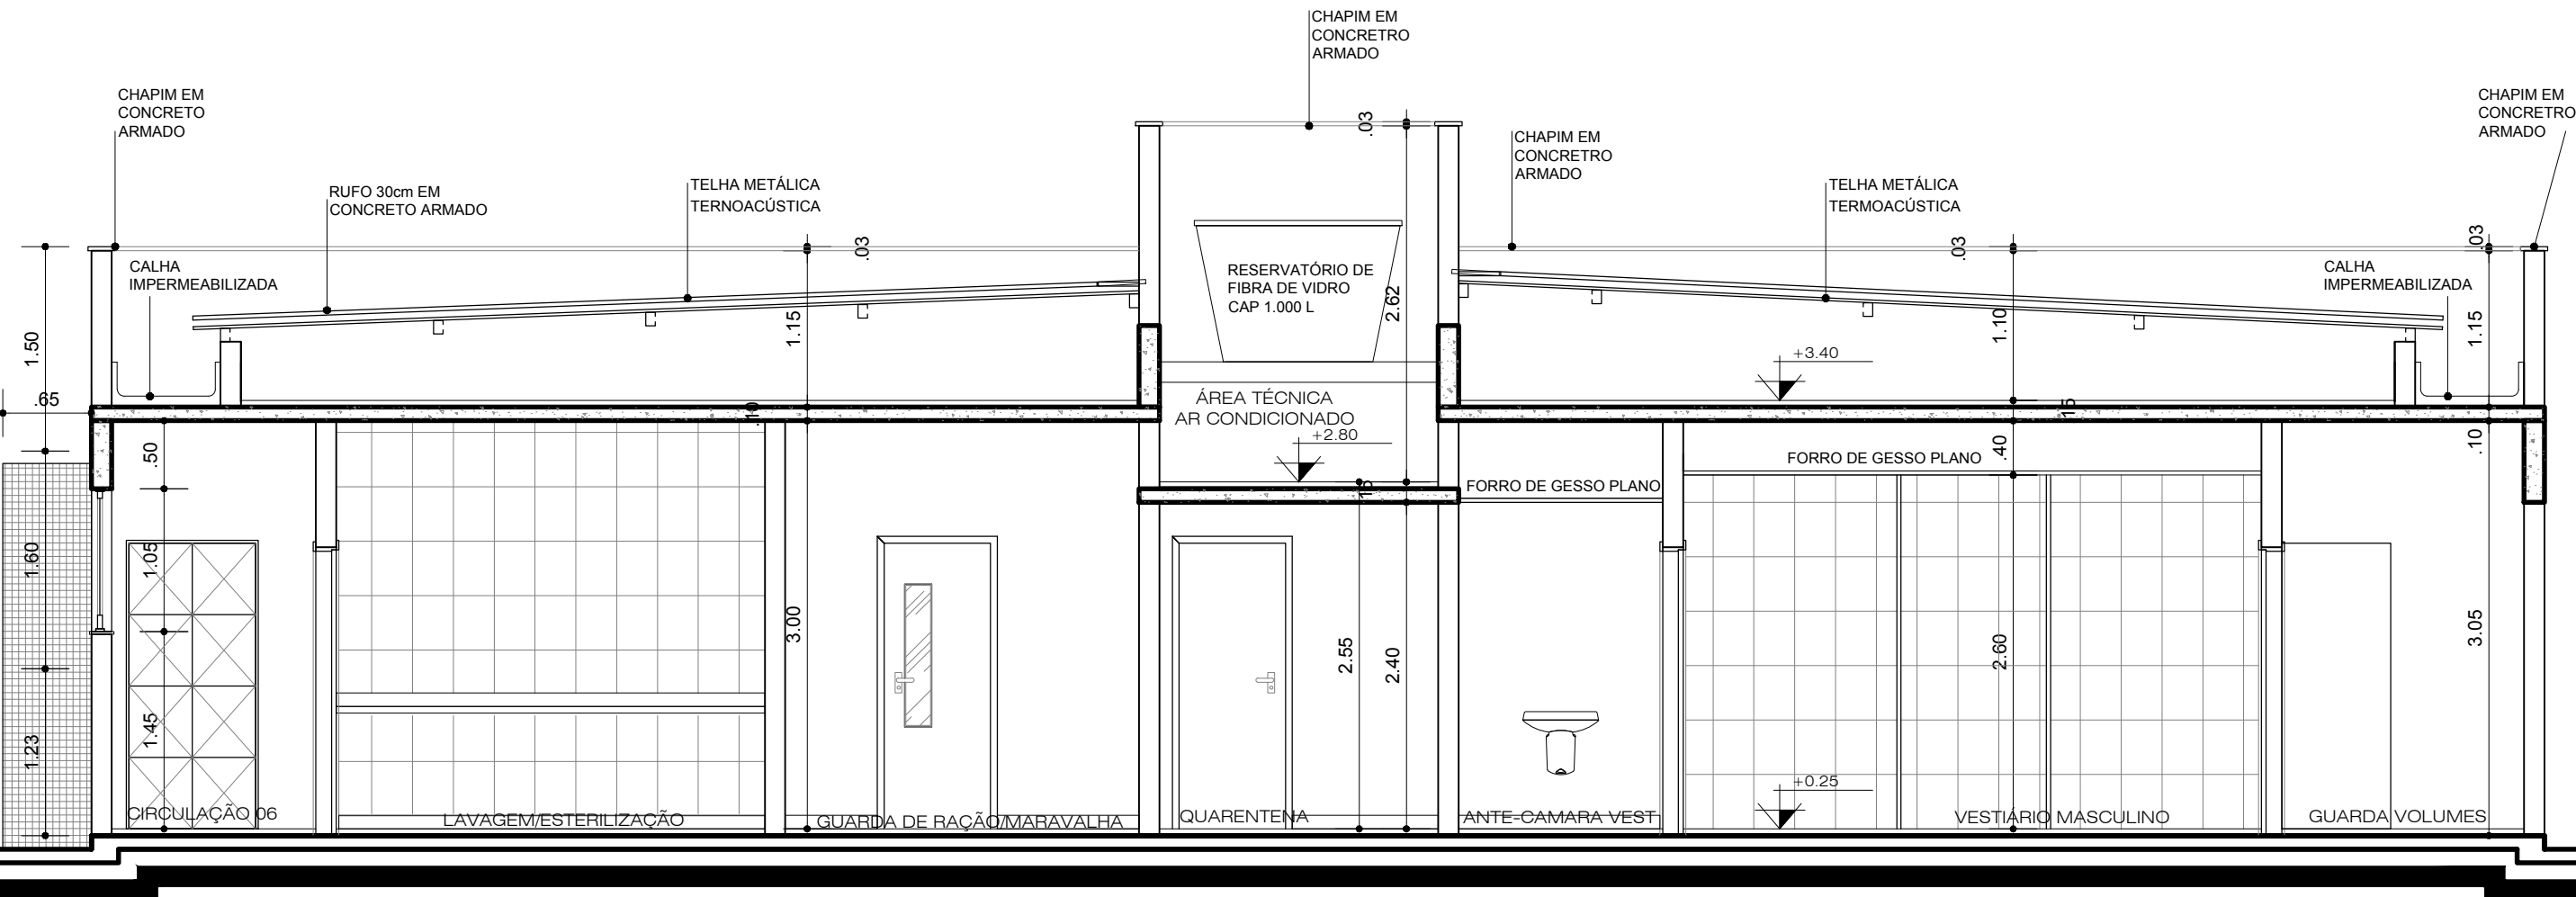 CHAPIM EM
CONCRETRO
ARMADO
CHAPIM EM
CONCRETO
ARMADO
CHAPIM EM
CONCRETRO
ARMADO
CHAPIM EM
CONCRETRO
ARMADO
RUFO 30cm EM
CONCRETO ARMADO
TELHA METÁLICA
TERNOACÚSTICA
TELHA METÁLICA
TERMOACÚSTICA
.03
.03
.03
.03
CALHA
IMPERMEABILIZADA
RESERVATÓRIO DE
FIBRA DE VIDRO
CAP 1.000 L
CALHA
IMPERMEABILIZADA
1.50
1.15
2.62
1.10
1.15
+3.40
.65
.10
ÁREA TÉCNICA
AR CONDICIONADO
.15
+2.80
.50
.40
.10
FORRO DE GESSO PLANO
FORRO DE GESSO PLANO
.15
1.60
1.05
3.00
2.55
2.40
2.60
3.05
1.23
1.45
+0.25
CIRCULAÇÃO 06
LAVAGEM/ESTERILIZAÇÃO
GUARDA DE RAÇÃO/MARAVALHA
QUARENTENA
ANTE-CAMARA VEST
VESTIÁRIO MASCULINO
GUARDA VOLUMES